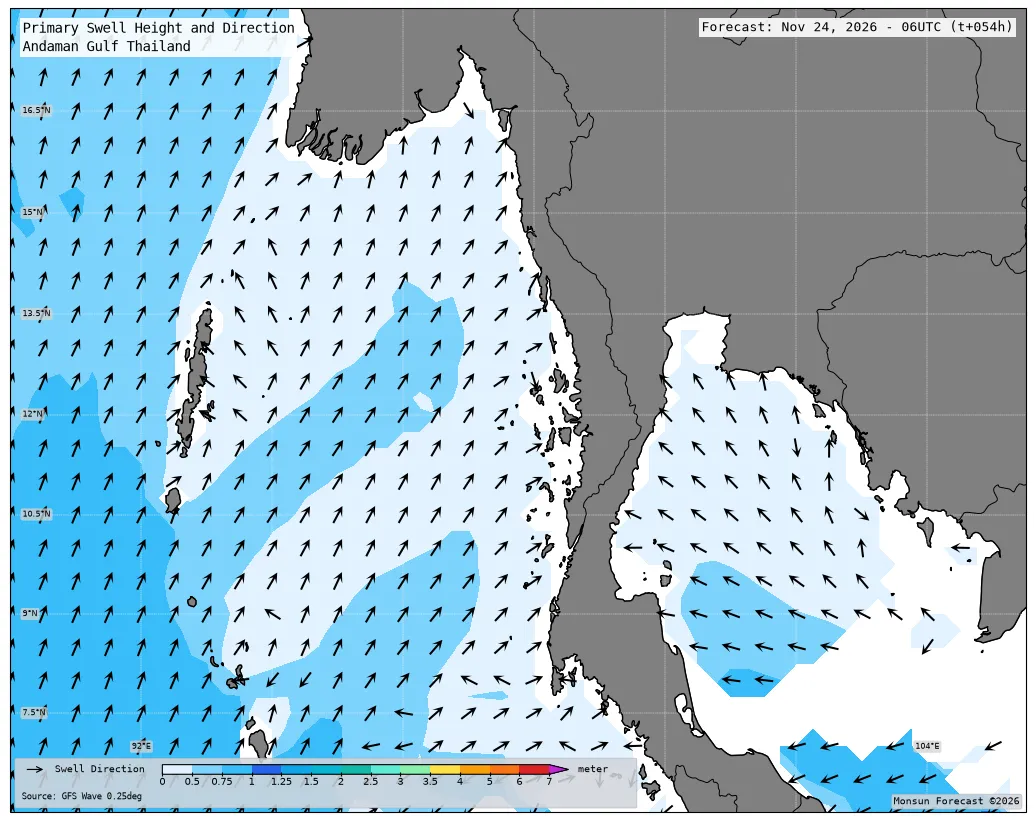 Primary Swell Height and Direction
Andaman Gulf Thailand
Forecast: Nov 24, 2026 - 06UTC (t+054h)
16.5°N
15°N
13.5°N
12°N
10.5°N
9°N
7.5°N
92°E
104°E
Swell Direction
0 0.5 0.75 1 1.25 1.5 2 2.5 3 3.5 4 5 6 7
meter
Source: GFS Wave 0.25deg
Monsun Forecast ©2026